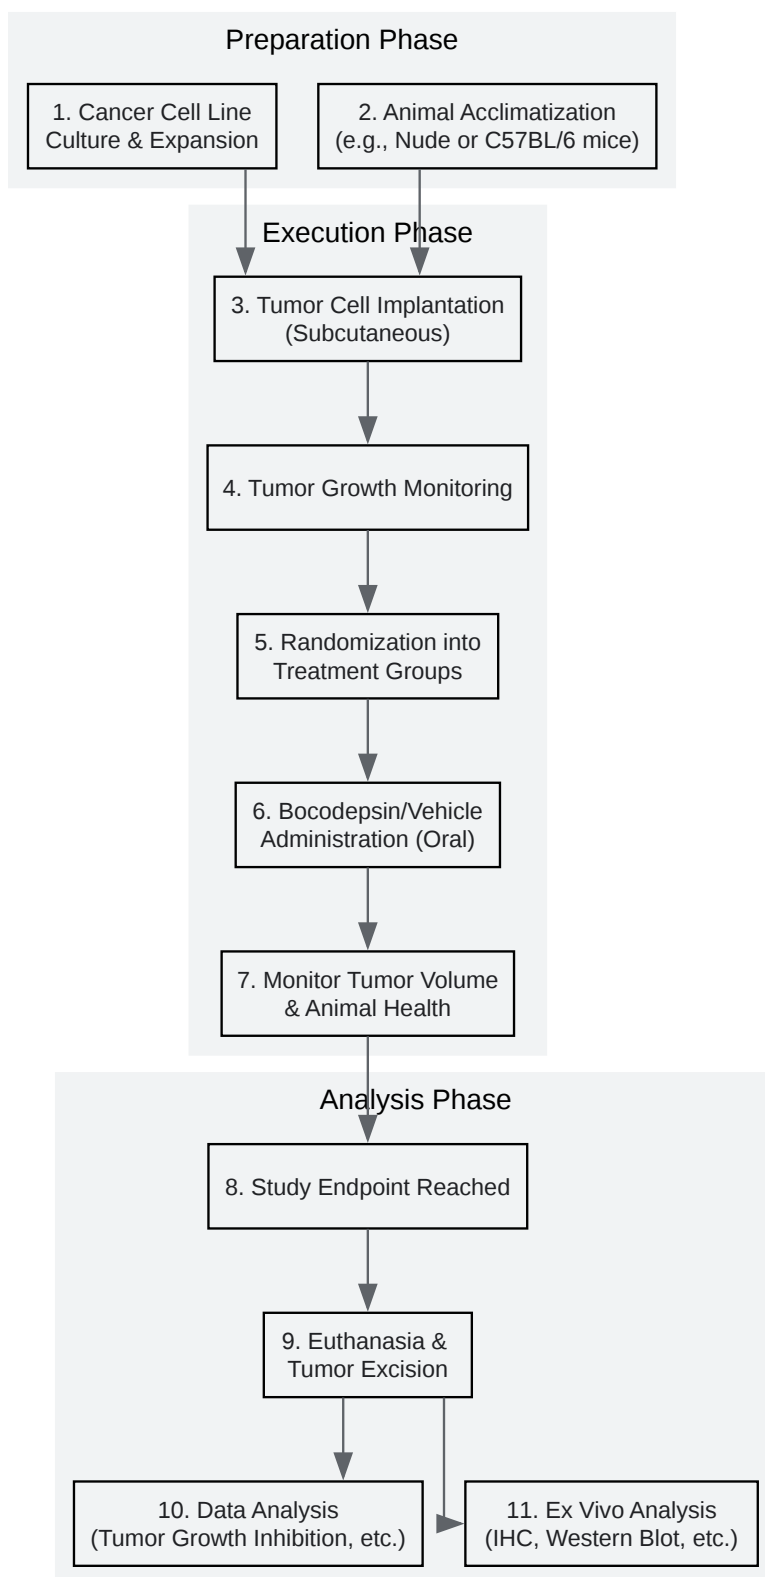 Preparation Phase
1. Cancer Cell Line
Culture & Expansion
2. Animal Acclimatization
(e.g., Nude or C57BL/6 mice)
Execution Phase
3. Tumor Cell Implantation
(Subcutaneous)
4. Tumor Growth Monitoring
5. Randomization into
Treatment Groups
6. Bocodepsin/Vehicle
Administration (Oral)
7. Monitor Tumor Volume
& Animal Health
Analysis Phase
8. Study Endpoint Reached
9. Euthanasia &
Tumor Excision
10. Data Analysis
(Tumor Growth Inhibition, etc.)
11. Ex Vivo Analysis
(IHC, Western Blot, etc.)